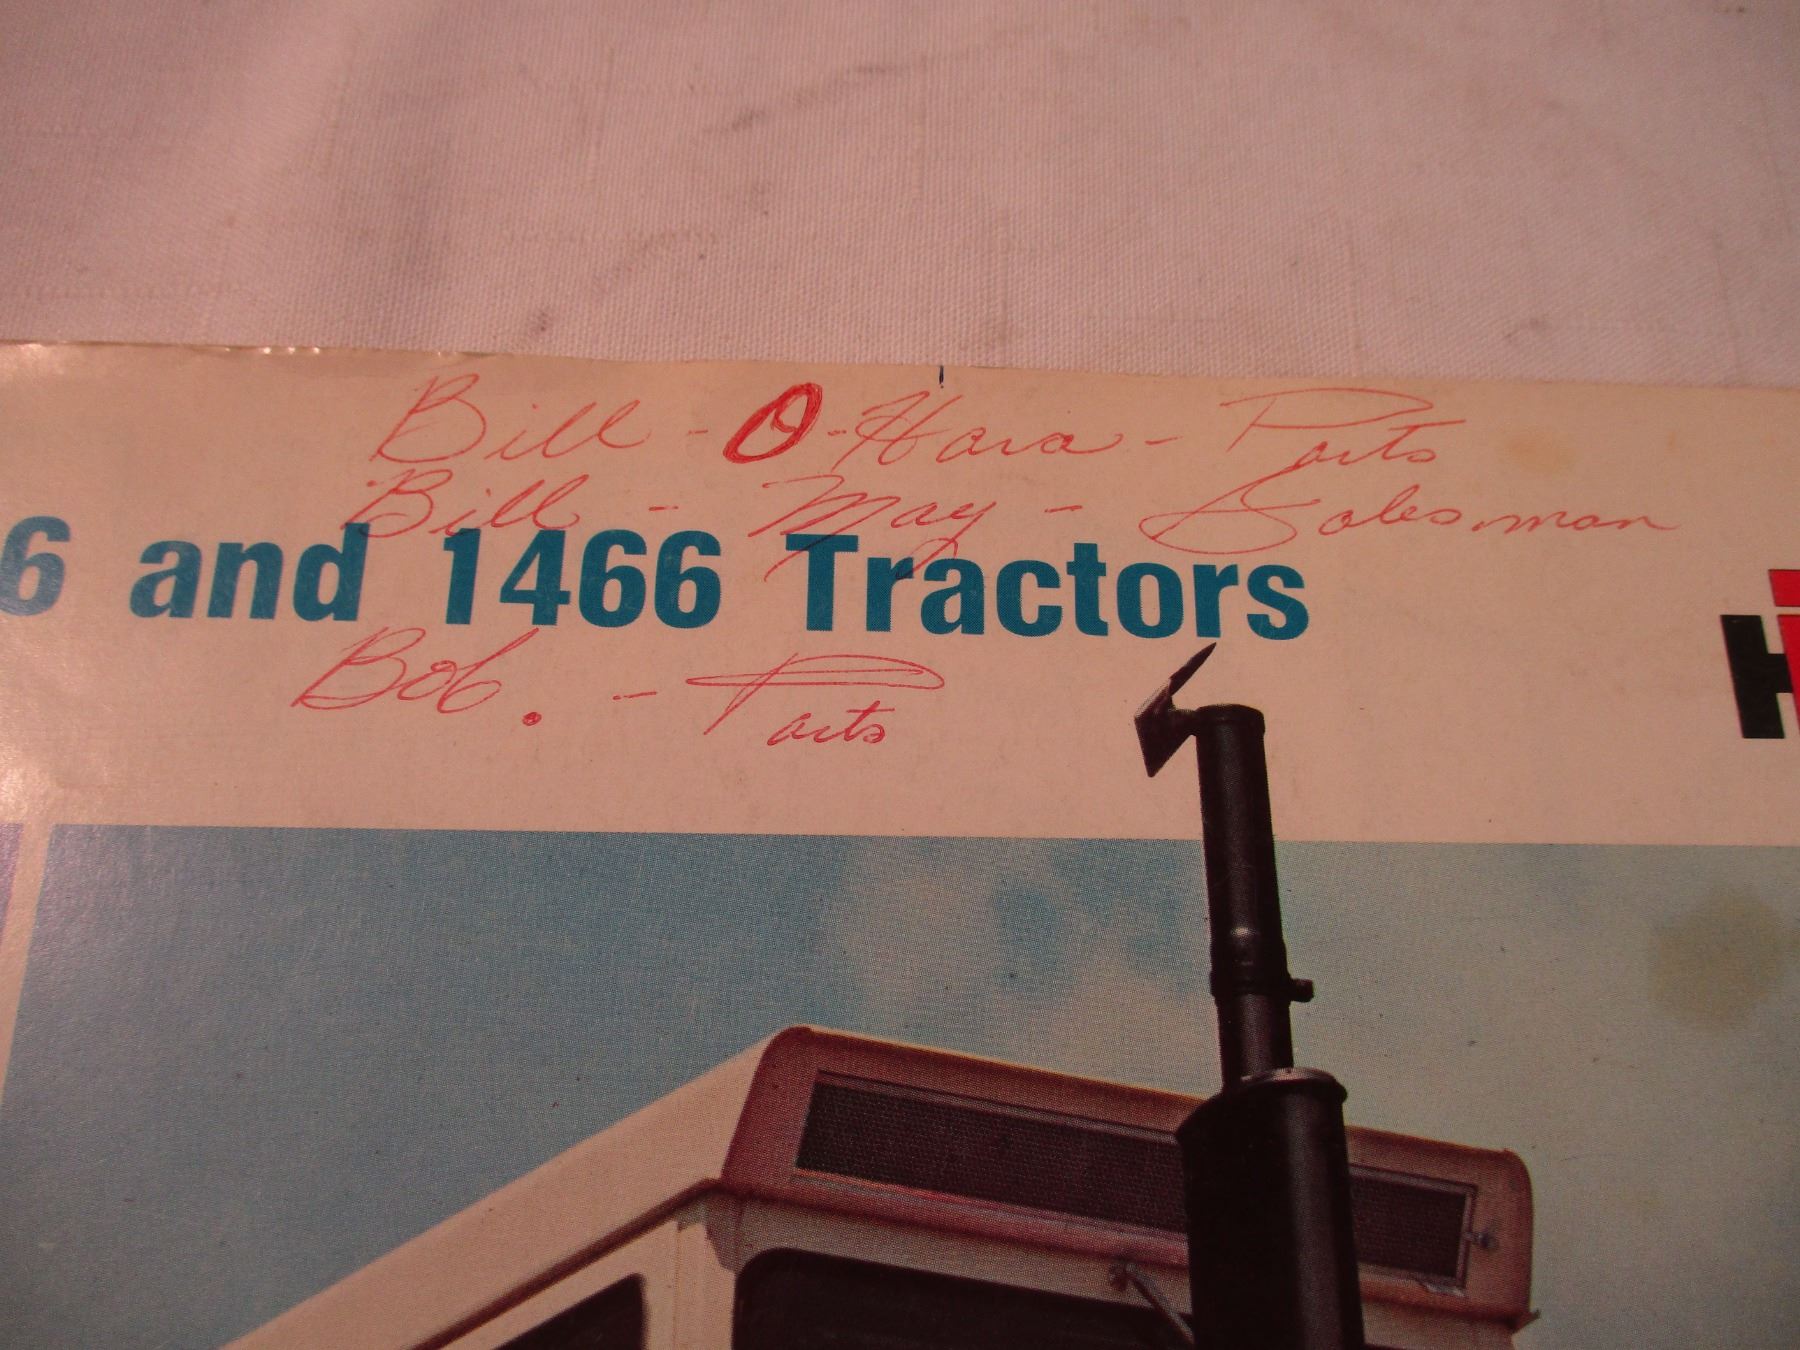 Bill - O-Hara - Parts
Bill - May - Salesman
6 and 1466 Tractors
Bob. - Parts